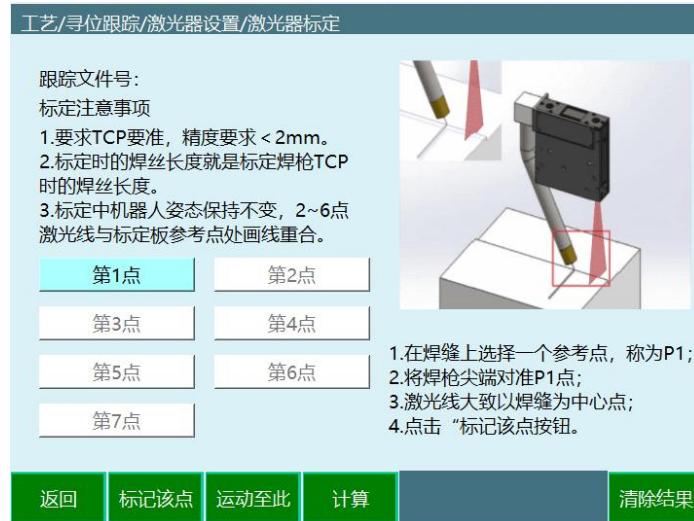 工艺/寻位跟踪/激光器设置/激光器标定
跟踪文件号：
标定注意事项
1.要求TCP要准，精度要求＜2mm。
2.标定时的焊丝长度就是标定焊枪TCP
时的焊丝长度。
3.标定中机器人姿态保持不变，2~6点
激光线与标定板参考点处画线重合。
第1点
第2点
第3点
第4点
第5点
第6点
第7点
1.在焊缝上选择一个参考点，称为P1；
2.将焊枪尖端对准P1点；
3.激光线大致以焊缝为中心点；
4.点击“标记该点按钮。
返回
标记该点
运动至此
计算
清除结果